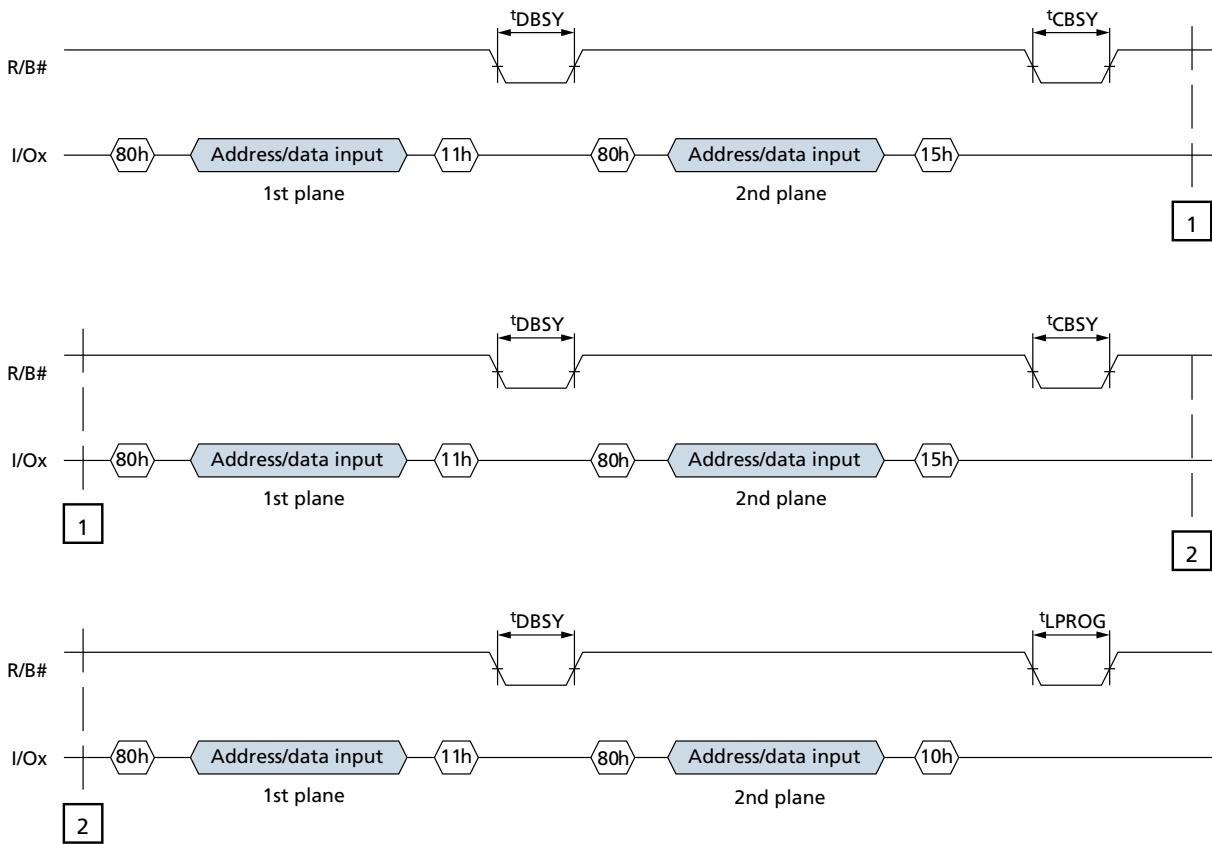 tDBSY tCBSY
R/B#
I/Ox 80h Address/data input 11h 80h Address/data input 15h
1st plane 2nd plane
1
tDBSY tCBSY
R/B#
I/Ox 80h Address/data input 11h 80h Address/data input 15h
1st plane 2nd plane
1
2
tDBSY tLPROG
R/B#
I/Ox 80h Address/data input 11h 80h Address/data input 10h
1st plane 2nd plane
2